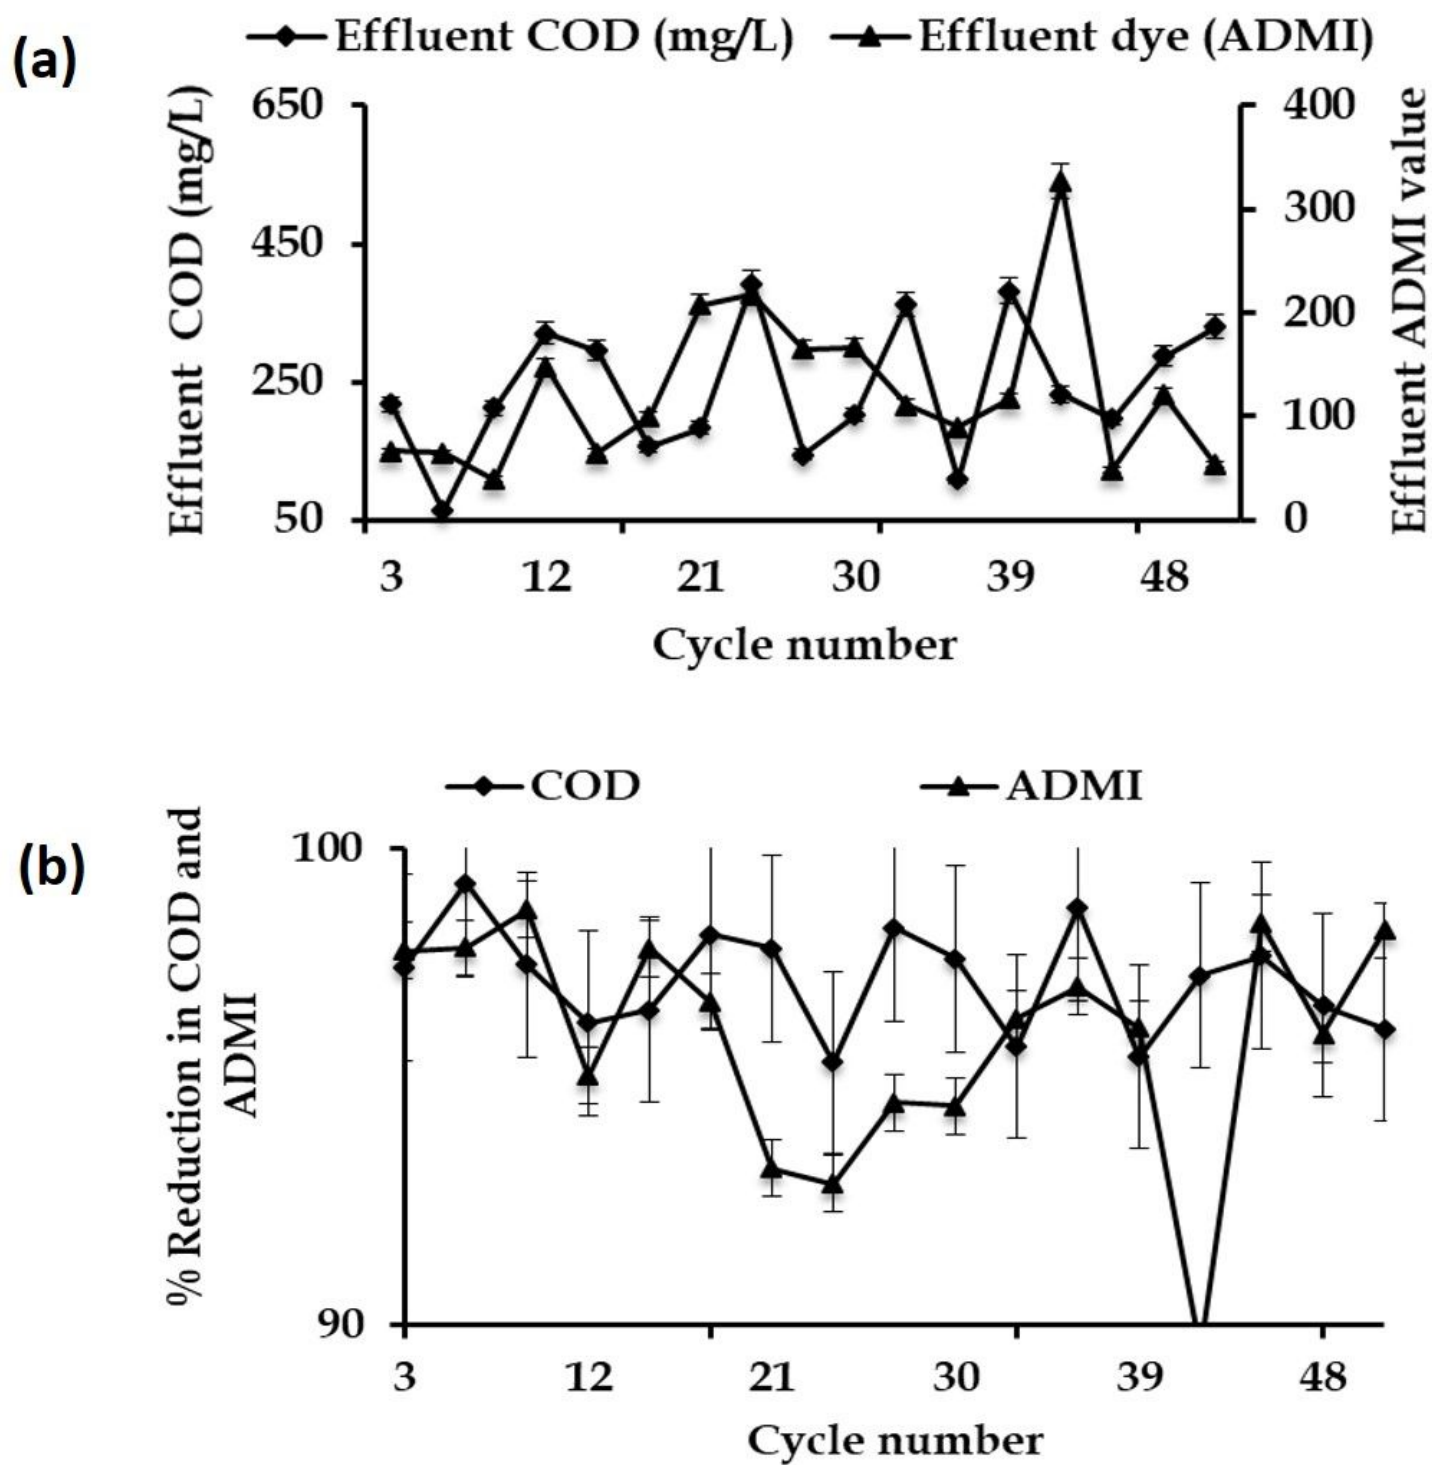 (a)
Effluent COD (mg/L) Effluent dye (ADMI)
Effluent COD (mg/L)
650
450
250
50
400
300
200
100
0
Effluent ADMI value
3 12 21 30 39 48
Cycle number
(b)
COD ADMI
% Reduction in COD and
ADMI
100
90
3 12 21 30 39 48
Cycle number